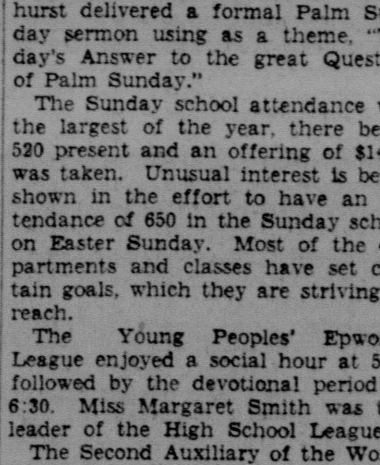 hurst delivered a formal Palm S
day sermon using as a theme, "
day's Answer to the great Quest
of Palm Sunday."
The Sunday school attendance
the largest of the year, there be
520 present and an offering of $1
was taken. Unusual interest is be
shown in the effort to have an
tendance of 650 in the Sunday sch
on Easter Sunday. Most of the
partments and classes have set c
tain goals, which they are striving
reach.
The Young Peoples' Epwo
League enjoyed a social hour at 5
followed by the devotional period
6:30. Miss Margaret Smith was
leader of the High School League
The Second Auxiliary of the Wo